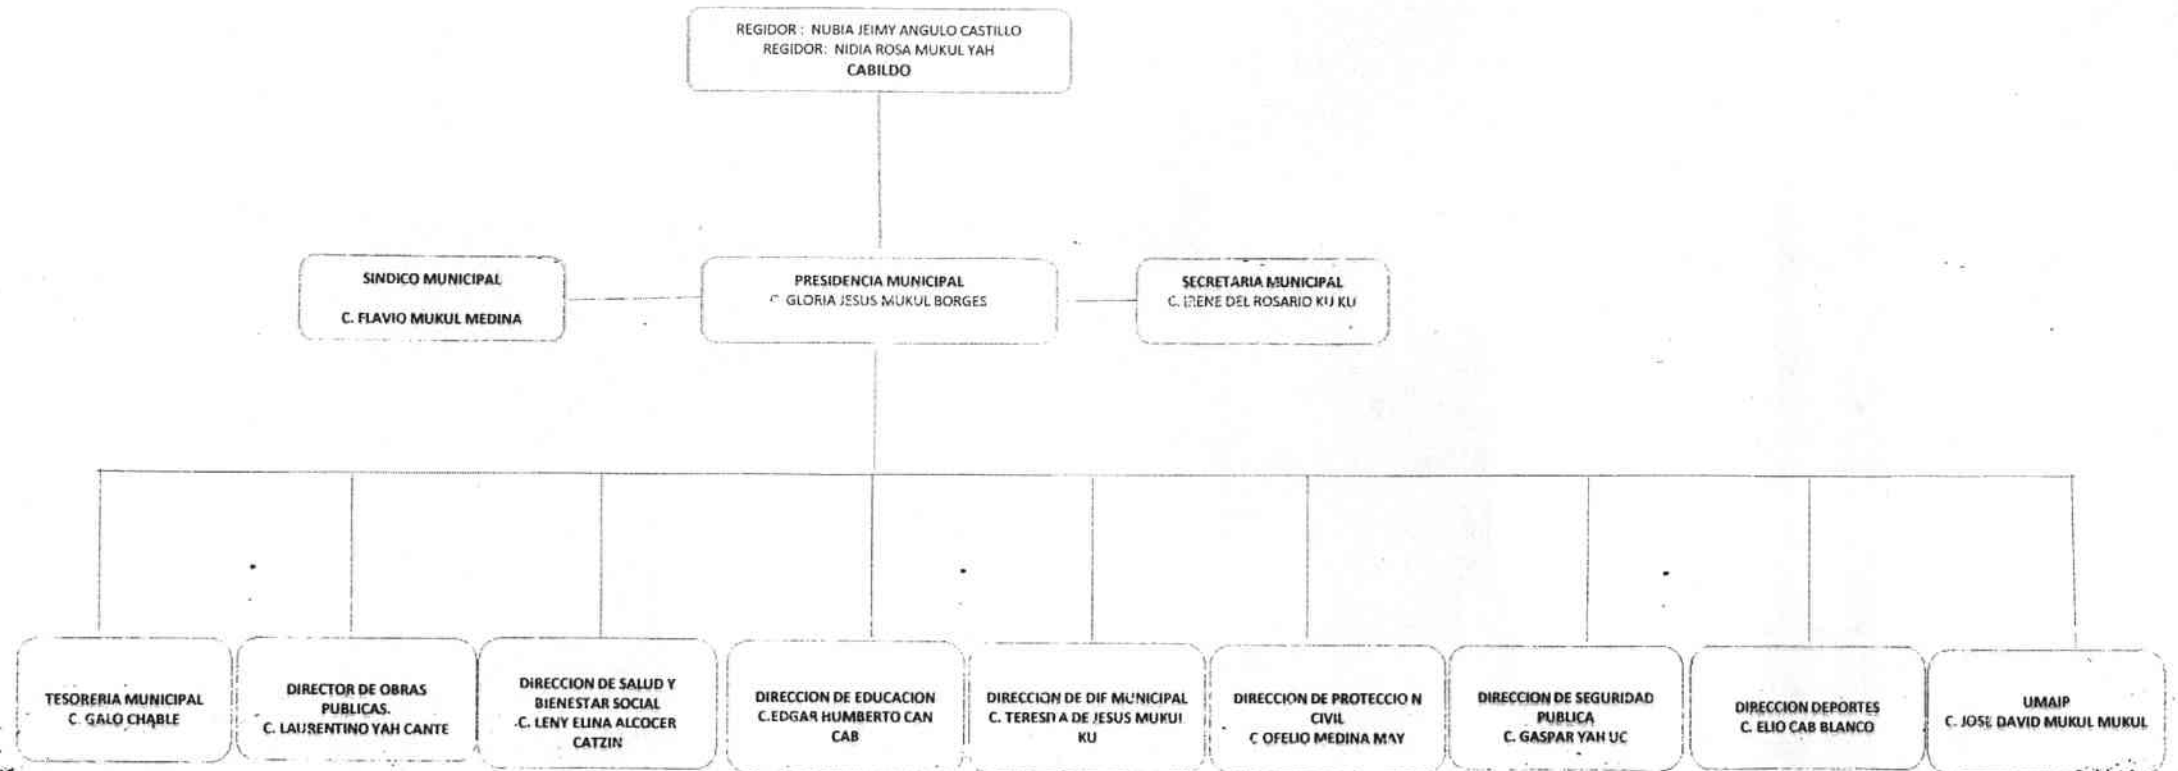 REGIDOR : NUBIA JEIMY ANGULO CASTILLO
REGIDOR: NIDIA ROSA MUKUL YAH
CABILDO
SINDICO MUNICIPAL
C. FLAVIO MUKUL MEDINA
PRESIDENCIA MUNICIPAL
C. GLORIA JESUS MUKUL BORGES
SECRETARIA MUNICIPAL
C. IRENE DEL ROSARIO KU KU
TESORERIA MUNICIPAL
C. GALO CHABLE
DIRECTOR DE OBRAS
PUBLICAS.
C. LAURENTINO YAH CANTE
DIRECCION DE SALUD Y
BIENESTAR SOCIAL
.C. LENY ELINA ALCOCER
CATZIN
DIRECCION DE EDUCACION
C.EDGAR HUMBERTO CAN
CAB
DIRECCION DE DIF MUNICIPAL
C. TERESITA DE JESUS MUKUL
KU
DIRECCION DE PROTECCIO N
CIVIL
C OFELIO MEDINA MAY
DIRECCION DE SEGURIDAD
PUBLICA
C. GASPAR YAH UC
DIRECCION DEPORTES
C. ELIO CAB BLANCO
UMAIP
C. JOSE DAVID MUKUL MUKUL